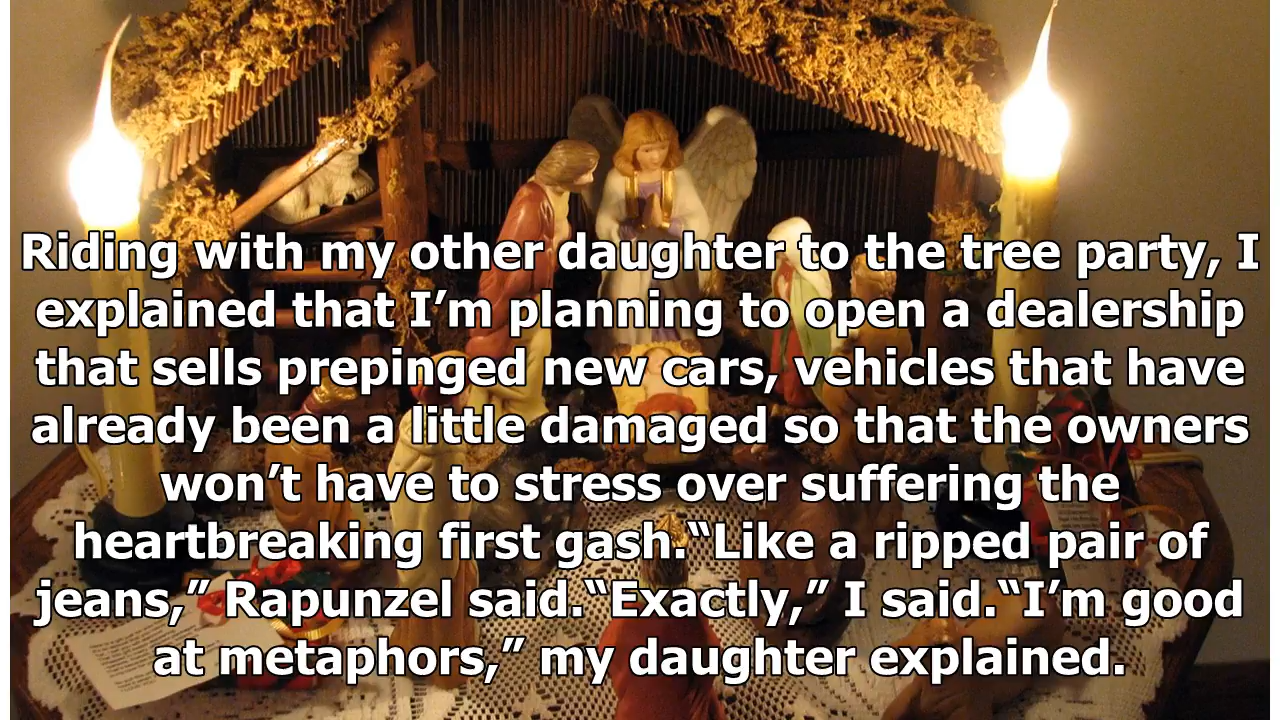 Riding with my other daughter to the tree party, I
explained that I’m planning to open a dealership
that sells prepinged new cars, vehicles that have
already been a little damaged so that the owners
won’t have to stress over suffering the
heartbreaking first gash.“Like a ripped pair of
jeans,” Rapunzel said.“Exactly,” I said.“I’m good
at metaphors,” my daughter explained.